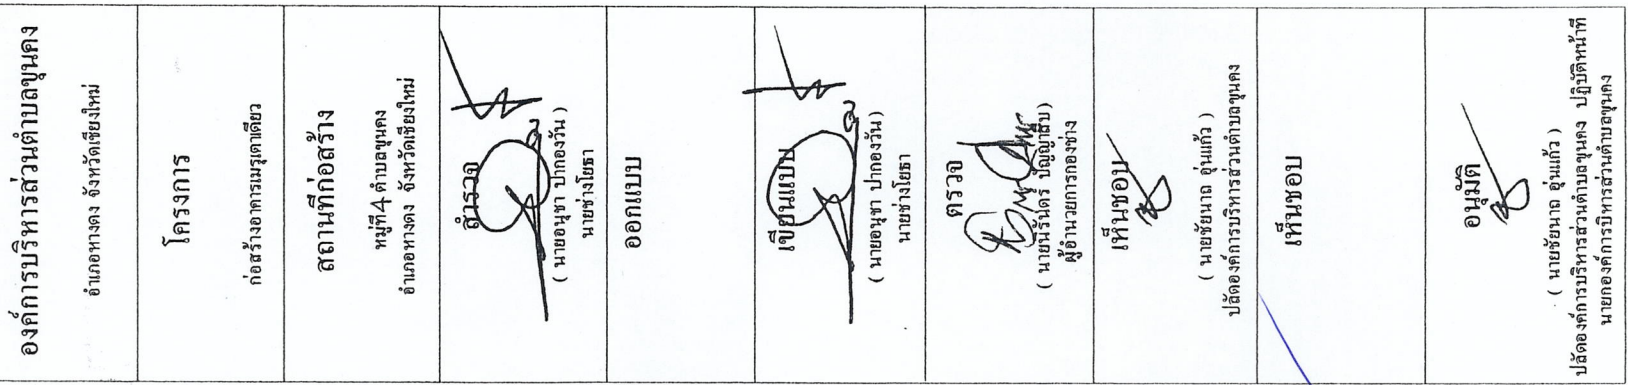 องค์การบริหารส่วนตำบลขุนคง
อำเภอหางดง จังหวัดเชียงใหม่
โครงการ
ก่อสร้างอาคารเมรุเตาเดียว
สถานที่ก่อสร้าง
หมู่ที่4 ตำบลขุนคง
อำเภอหางดง จังหวัดเชียงใหม่
สำรวจ
( นายอนุชา ปากองวัน )
นายช่างโยธา
ออกแบบ
เขียนแบบ
( นายอนุชา ปากองวัน)
นายช่างโยธา
ตรวจ
( นายนรินตร์ ปัญญาสืบ)
ผู้อำนวยการกองช่าง
เห็นชอบ
( นายชัยนาถ อุ่นแก้ว )
ปลัดองค์การบริหารส่วนตำบลขุนคง
เห็นชอบ
อนุมัติ
( นายชัยนาถ อุ่นแก้ว )
ปลัดองค์การบริหารส่วนตำบลขุนคง ปฏิบัติหน้าที่
นายกองค์การบริหารส่วนตำบลขุนคง